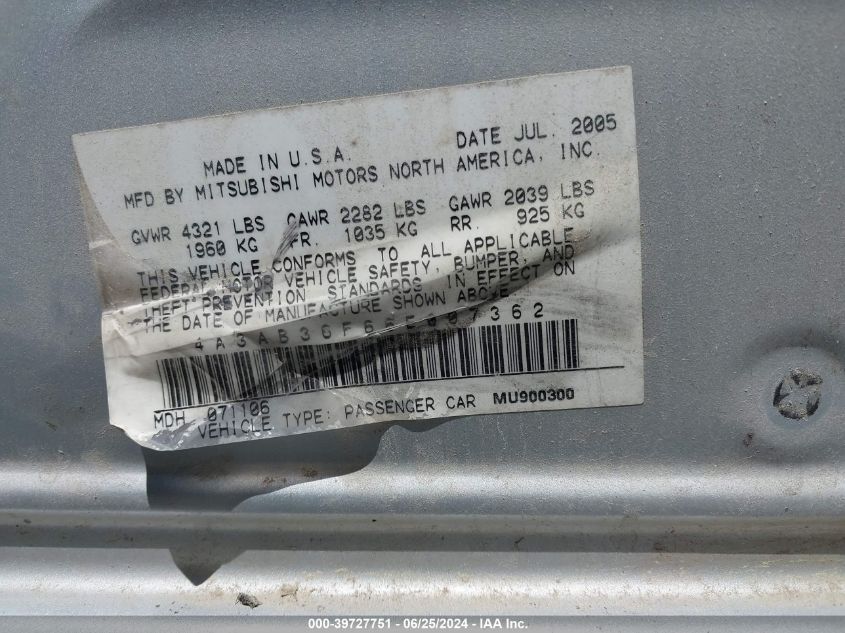 MADE IN U.S.A. DATE JUL. 2005
MFD BY MITSUBISHI MOTORS NORTH AMERICA, INC.
GVWR 4321 LBS GAWR 2282 LBS GAWR 2039 LBS
1960 KG FR. 1035 KG RR. 925 KG
THIS VEHICLE CONFORMS TO ALL APPLICABLE
FEDERAL MOTOR VEHICLE SAFETY, BUMPER, AND
THEFT PREVENTION STANDARDS IN EFFECT ON
THE DATE OF MANUFACTURE SHOWN ABOVE.
4A3AB36F66E007362
MDH 071106
VEHICLE TYPE: PASSENGER CAR MU900300
000-39727751 - 06/25/2024 - IAA Inc.